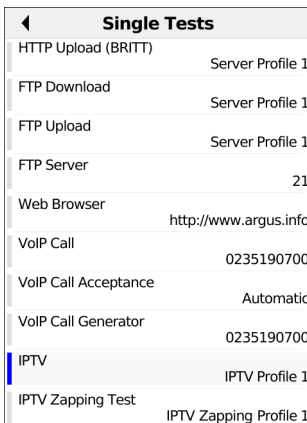 Single Tests
HTTP Upload (BRITT)
Server Profile 1
FTP Download
Server Profile 1
FTP Upload
Server Profile 1
FTP Server
21
Web Browser
http://www.argus.info
VoIP Call
0235190700
VoIP Call Acceptance
Automatic
VoIP Call Generator
0235190700
IPTV
IPTV Profile 1
IPTV Zapping Test
IPTV Zapping Profile 1